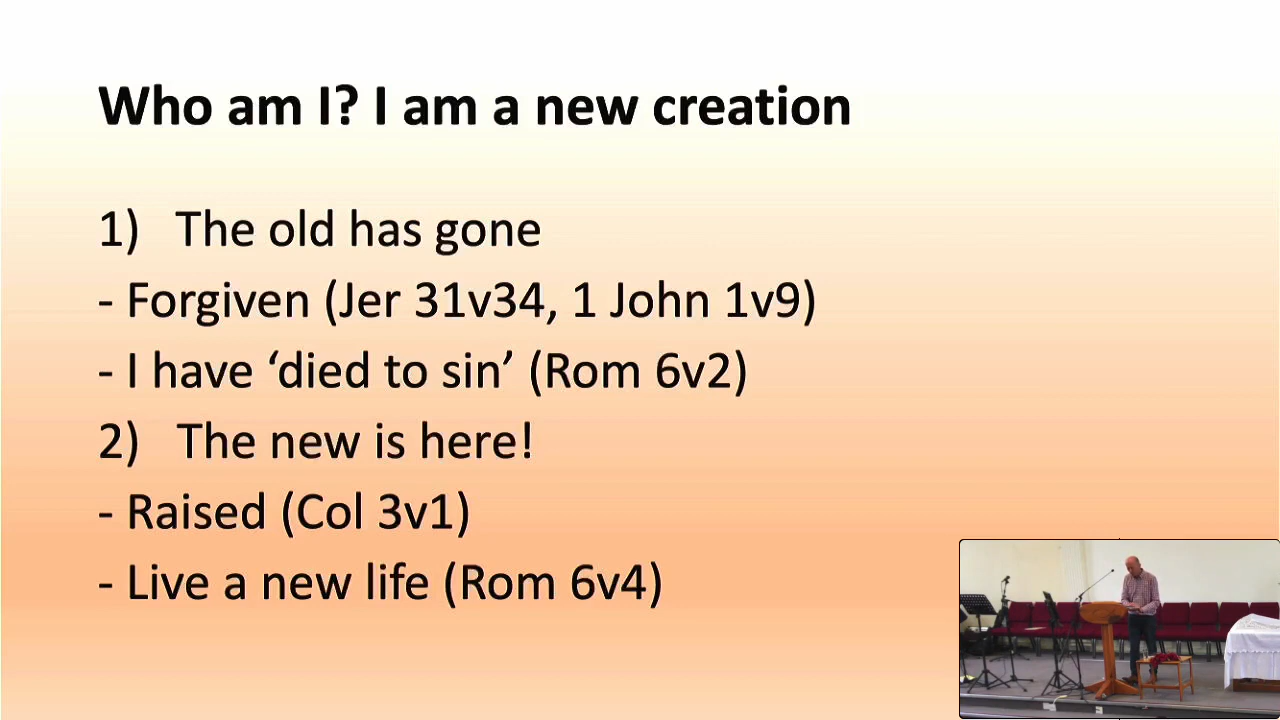 Who am I? I am a new creation
1) The old has gone
- Forgiven (Jer 31v34, 1 John 1v9)
- I have ‘died to sin’ (Rom 6v2)
2) The new is here!
- Raised (Col 3v1)
- Live a new life (Rom 6v4)